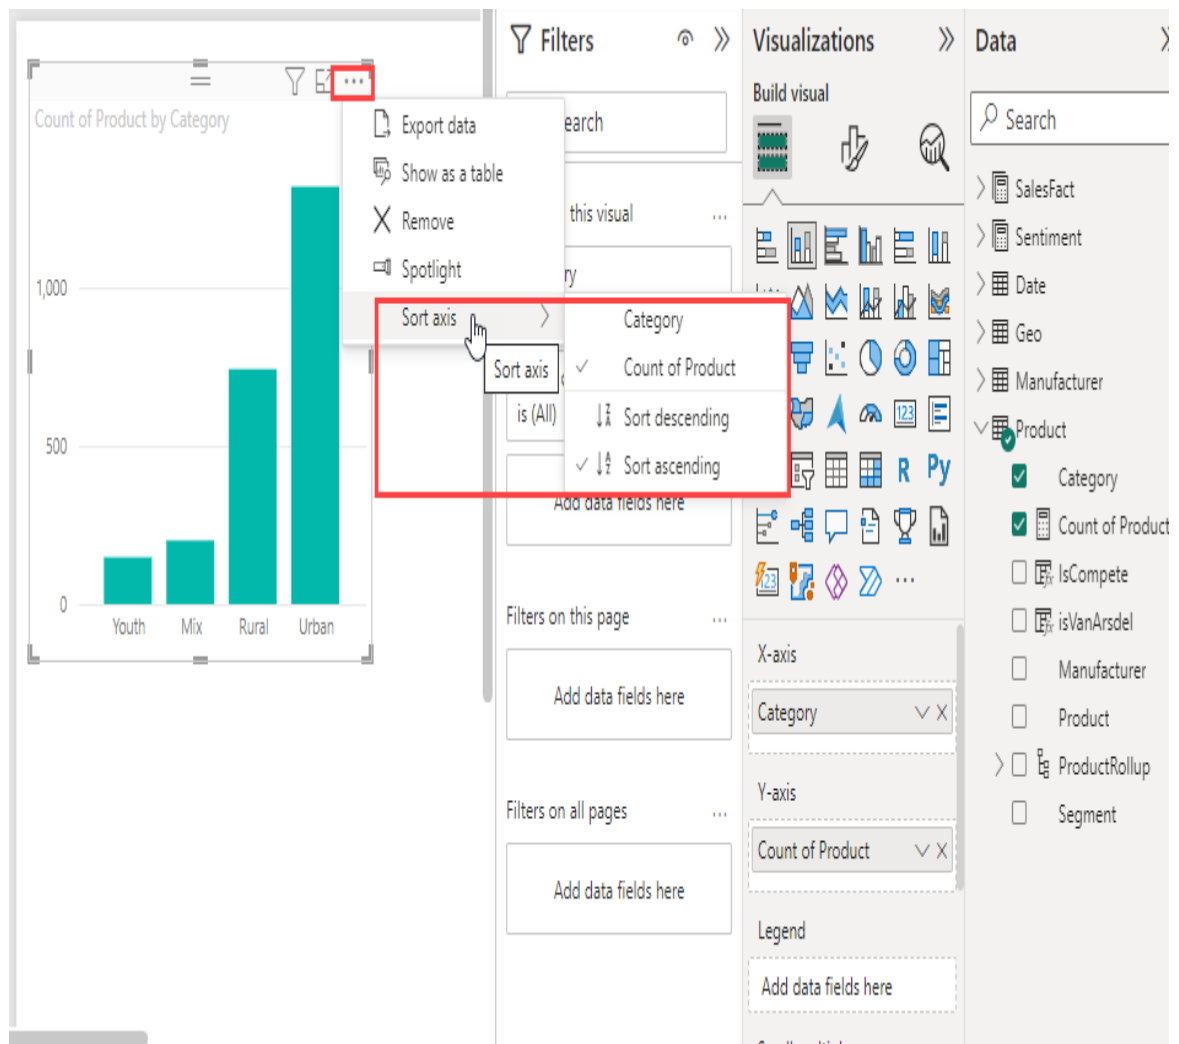 Count of Product by Category
1,000
500
0
Youth
Mix
Rural
Urban
Export data
Show as a table
Remove
Spotlight
Sort axis
Sort axis
Category
Count of Product
Sort descending
Sort ascending
Filters
earch
this visual
ry
is (All)
Add data fields here
Filters on this page
Add data fields here
Filters on all pages
Add data fields here
Visualizations
Build visual
123
R
Py
123
X-axis
Category
Y-axis
Count of Product
Legend
Add data fields here
Data
Search
SalesFact
Sentiment
Date
Geo
Manufacturer
Product
Category
Count of Product
IsCompete
isVanArsdel
Manufacturer
Product
ProductRollup
Segment